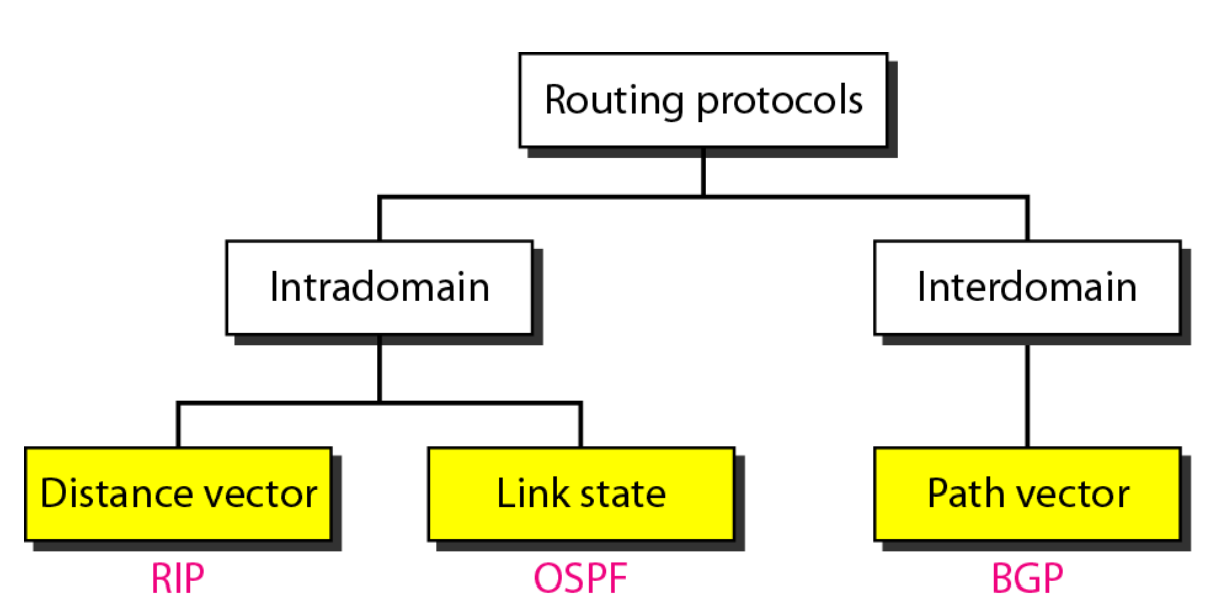 Routing protocols
Intradomain
Interdomain
Distance vector
Link state
Path vector
RIP
OSPF
BGP